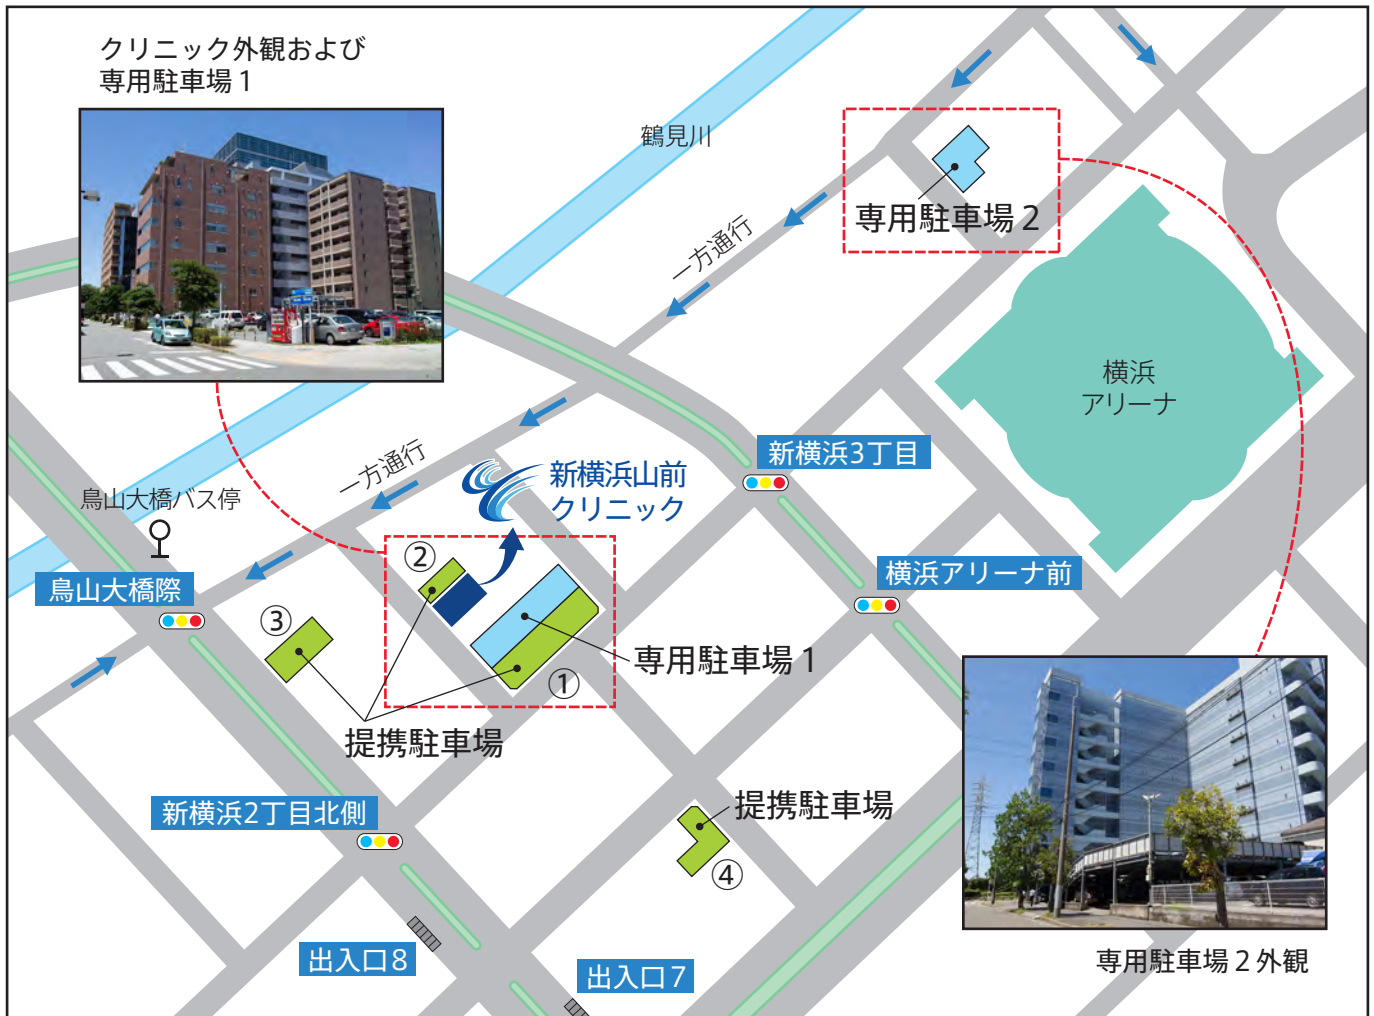 クリニック外観および
専用駐車場1
鶴見川
専用駐車場2
一方通行
横浜
アリーナ
新横浜3丁目
一方通行
新横浜山前
クリニック
鳥山大橋バス停
②
横浜アリーナ前
鳥山大橋際
③
専用駐車場1
①
提携駐車場
新横浜2丁目北側
提携駐車場
④
出入口8
出入口7
専用駐車場2外観